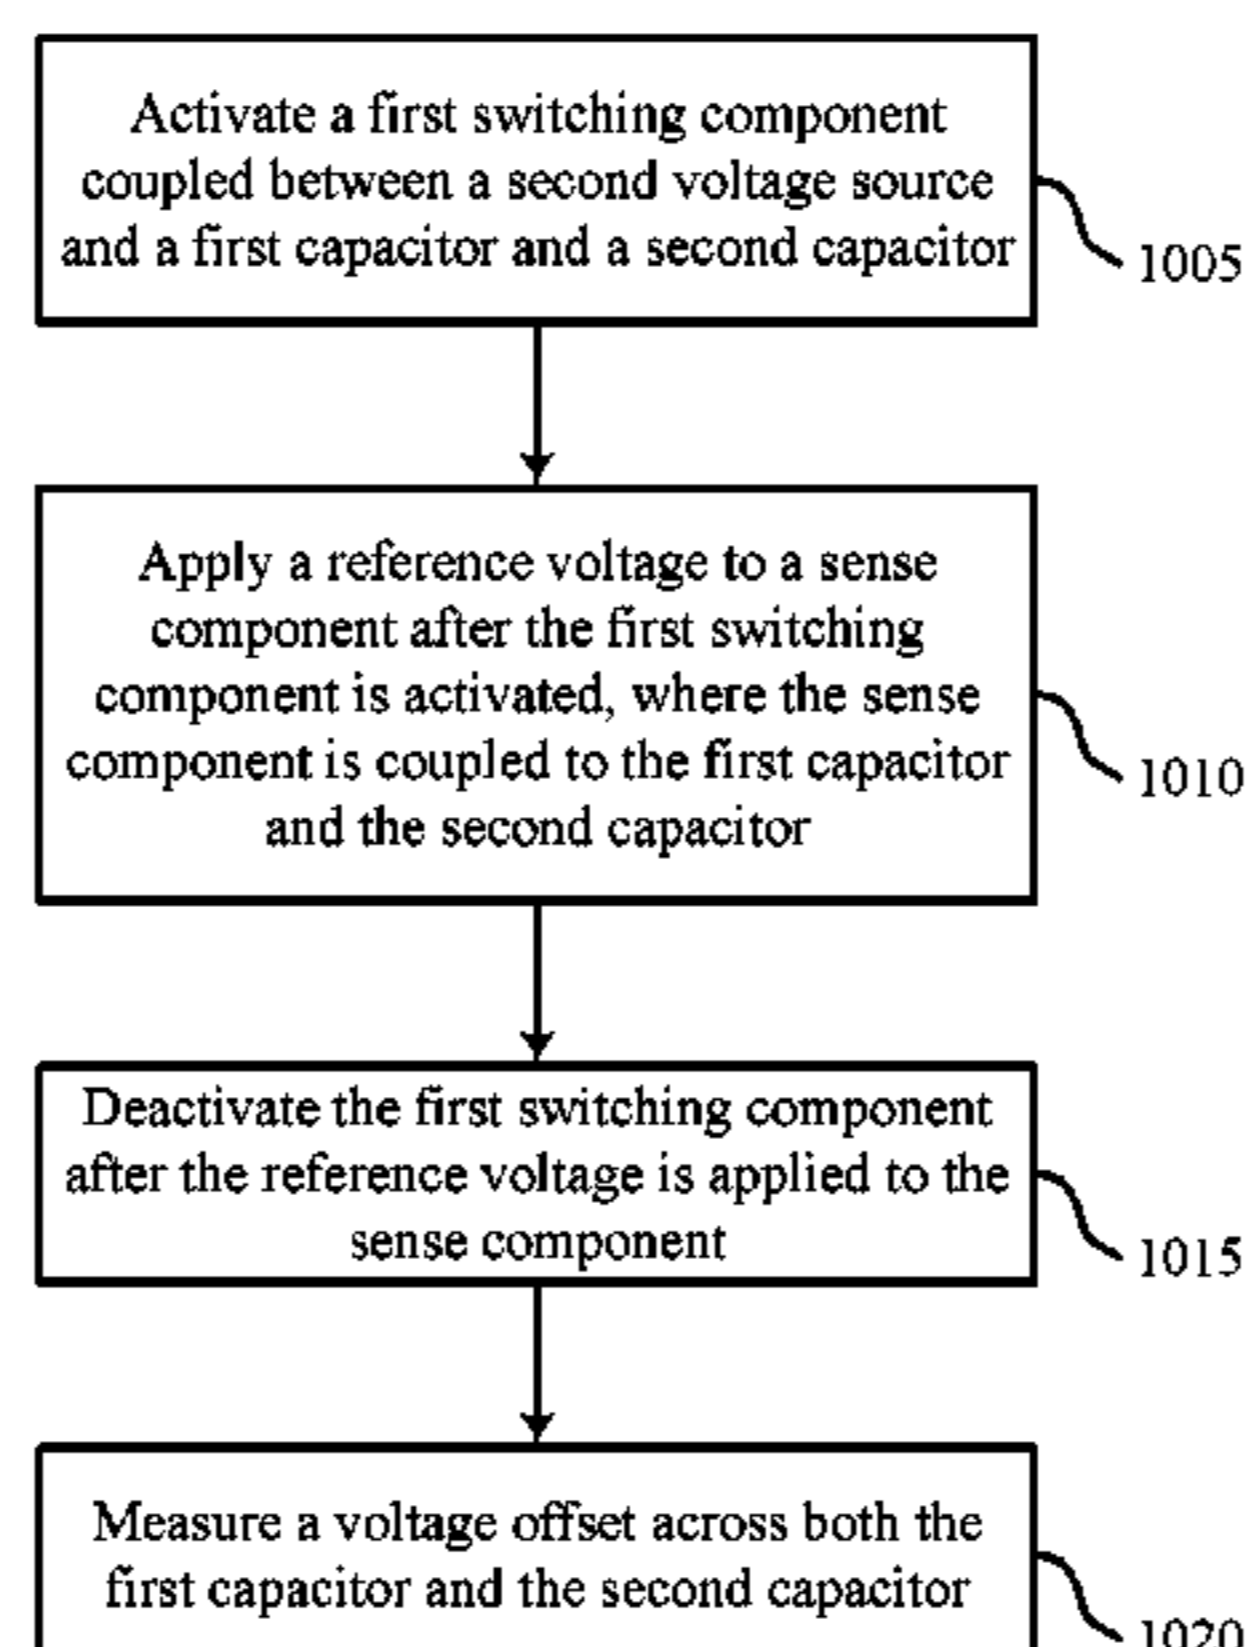 Activate a first switching component
coupled between a second voltage source
and a first capacitor and a second capacitor
1005
Apply a reference voltage to a sense
component after the first switching
component is activated, where the sense
component is coupled to the first capacitor
and the second capacitor
1010
Deactivate the first switching component
after the reference voltage is applied to the
sense component
1015
Measure a voltage offset across both the
first capacitor and the second capacitor
1020